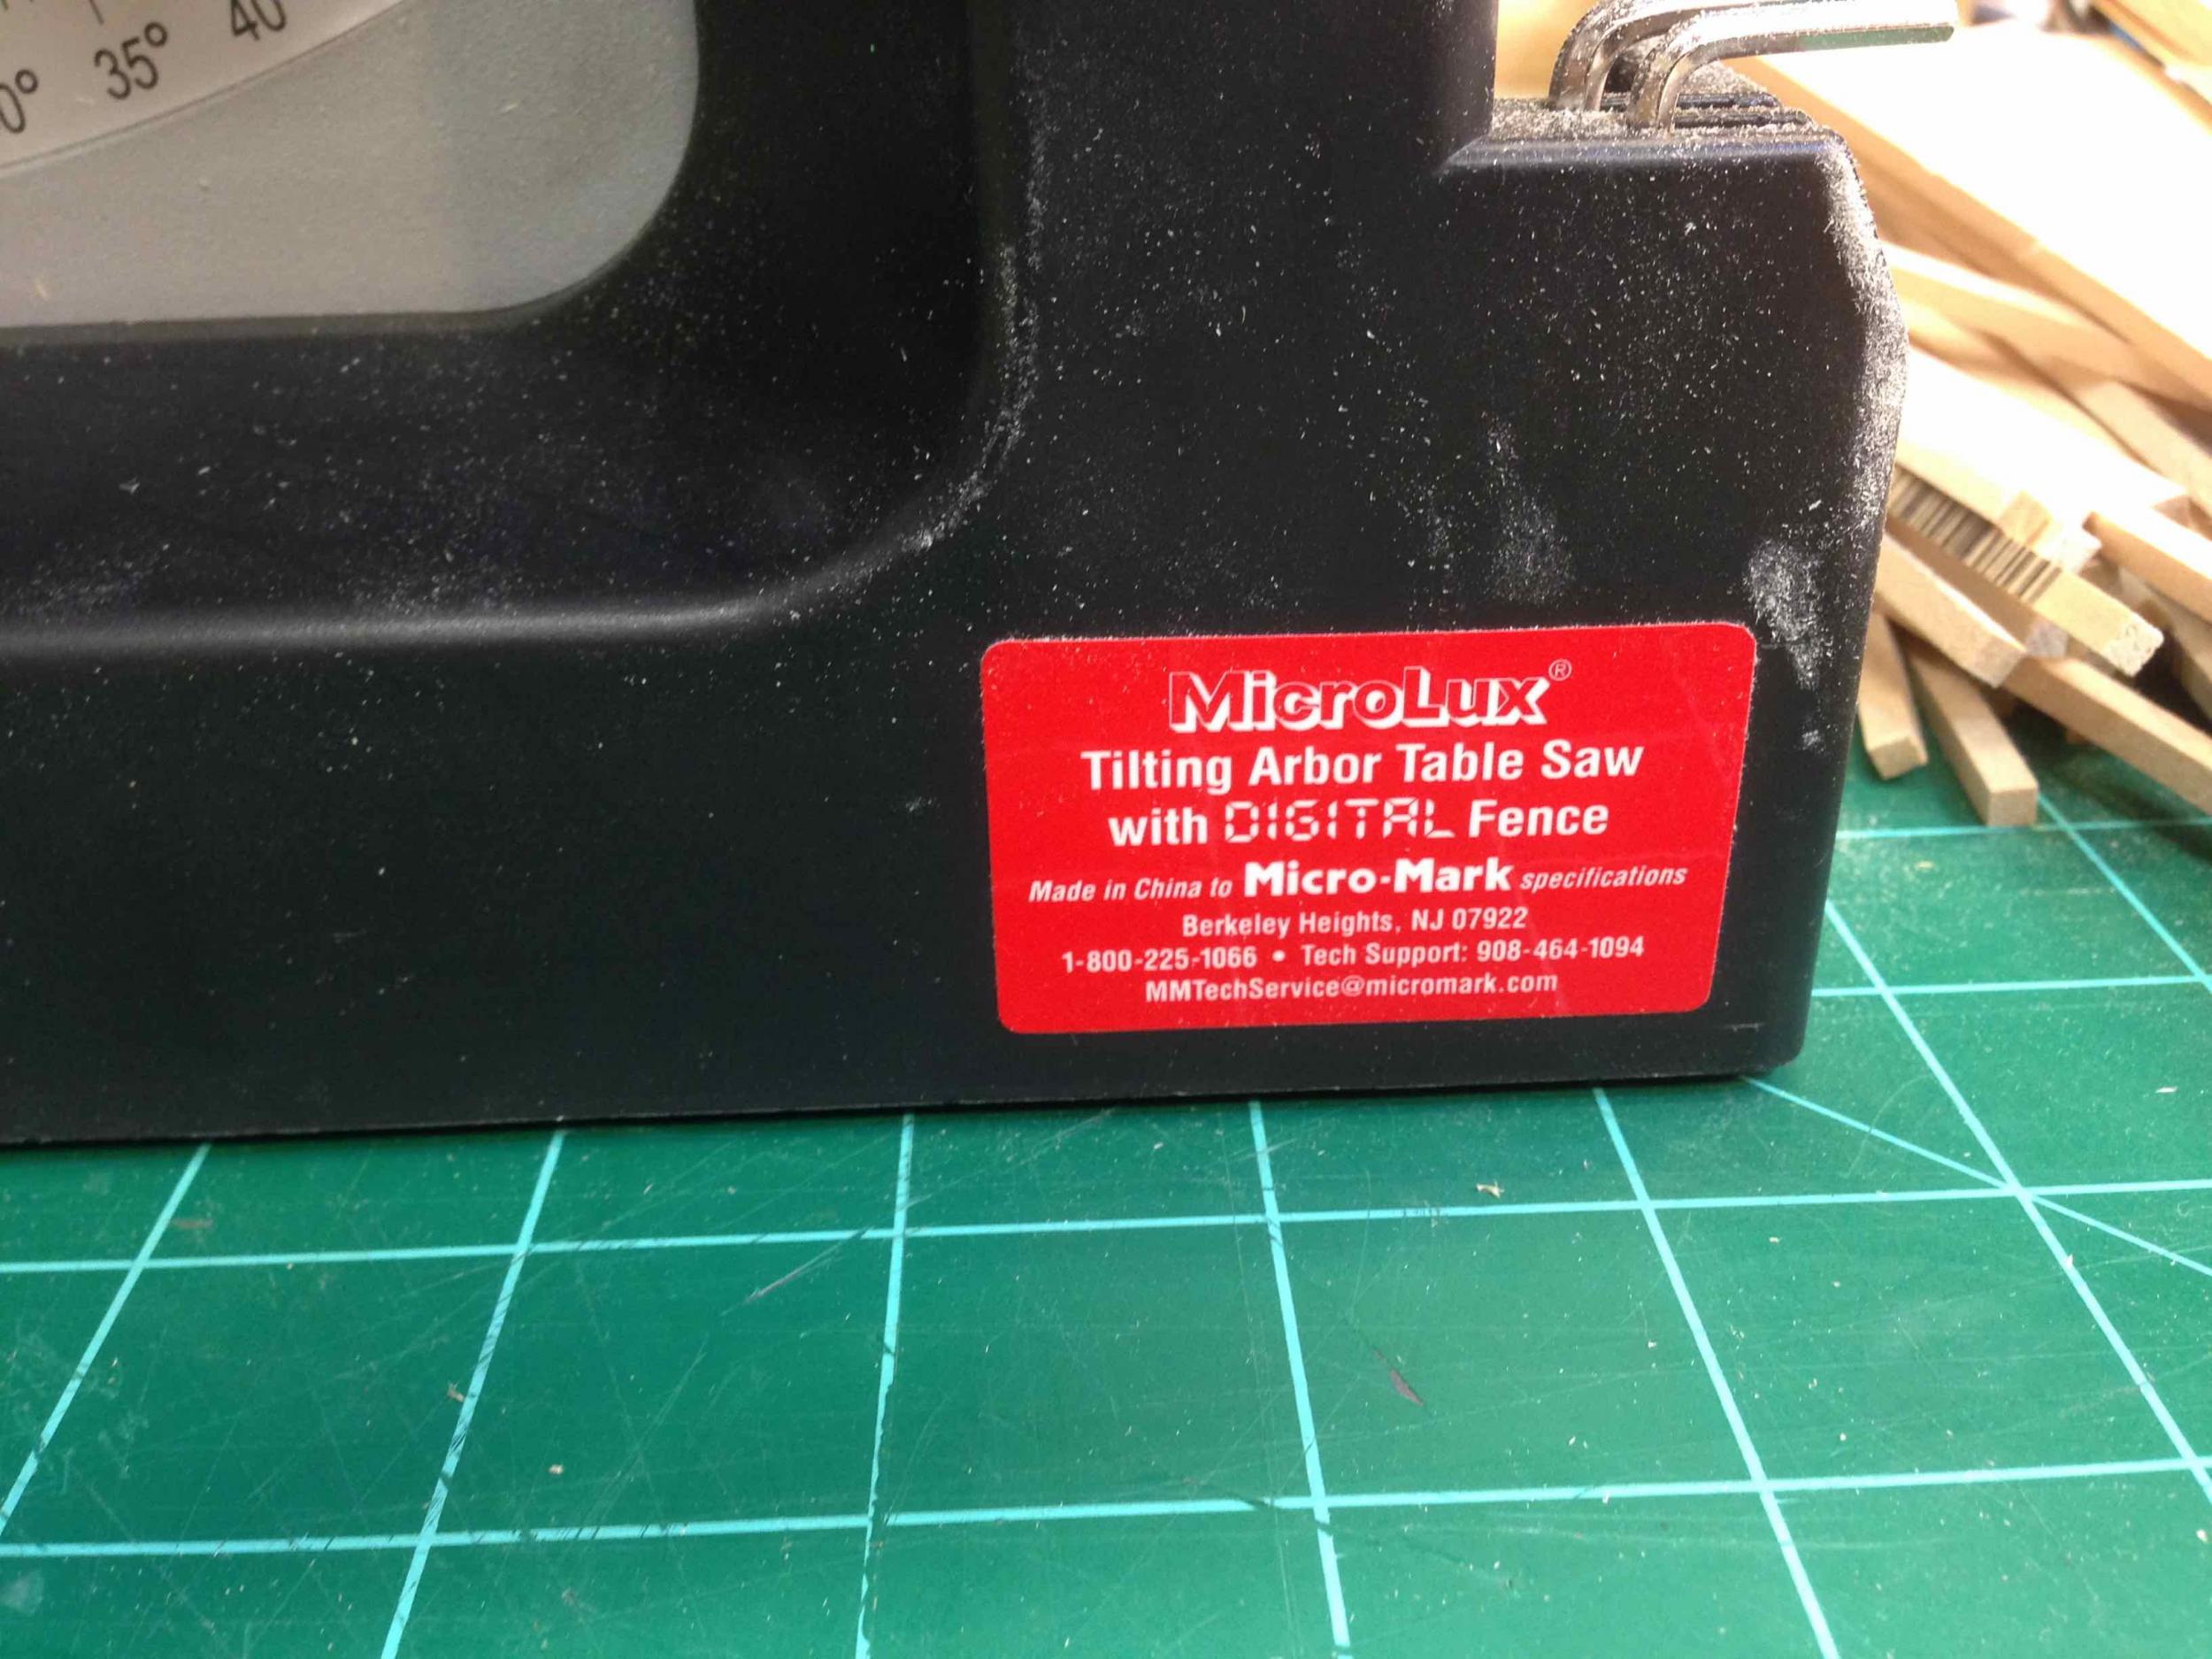 0°
35°
40
MicroLux®
Tilting Arbor Table Saw
with DIGITAL Fence
Made in China to Micro-Mark specifications
Berkeley Heights, NJ 07922
1-800-225-1066 • Tech Support: 908-464-1094
MMTechService@micromark.com